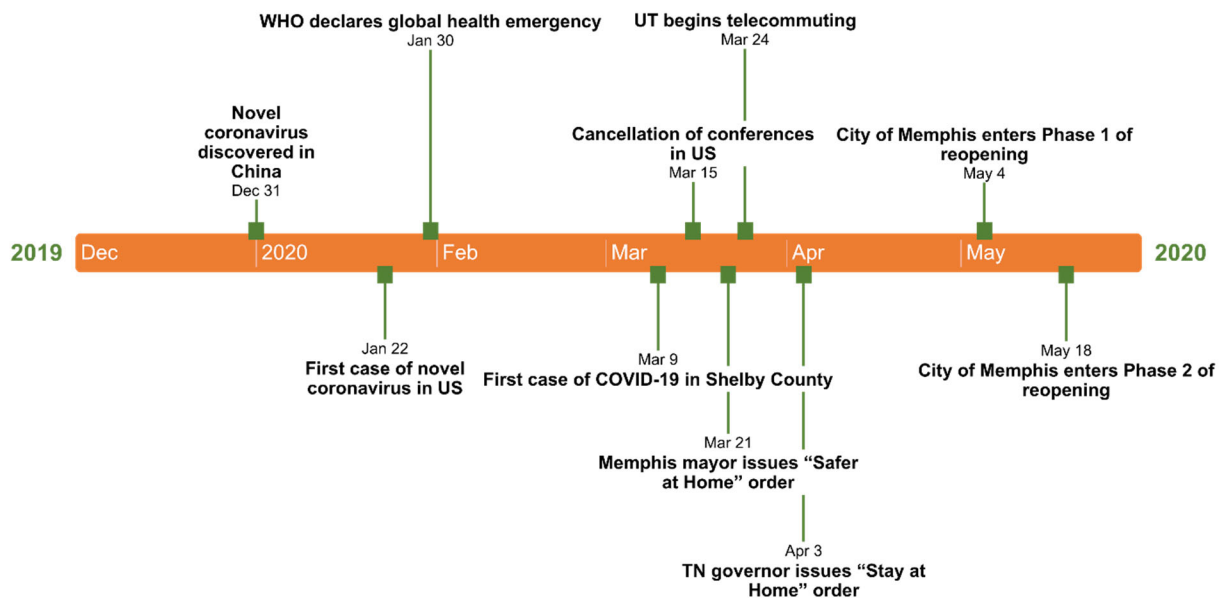 WHO declares global health emergency
Jan 30
UT begins telecommuting
Mar 24
Novel
coronavirus
discovered in
China
Dec 31
Cancellation of conferences
in US
Mar 15
City of Memphis enters Phase 1 of
reopening
May 4
2019
Dec
2020
Feb
Mar
Apr
May
2020
Jan 22
First case of novel
coronavirus in US
Mar 9
First case of COVID-19 in Shelby County
May 18
City of Memphis enters Phase 2 of
reopening
Mar 21
Memphis mayor issues “Safer
at Home” order
Apr 3
TN governor issues “Stay at
Home” order